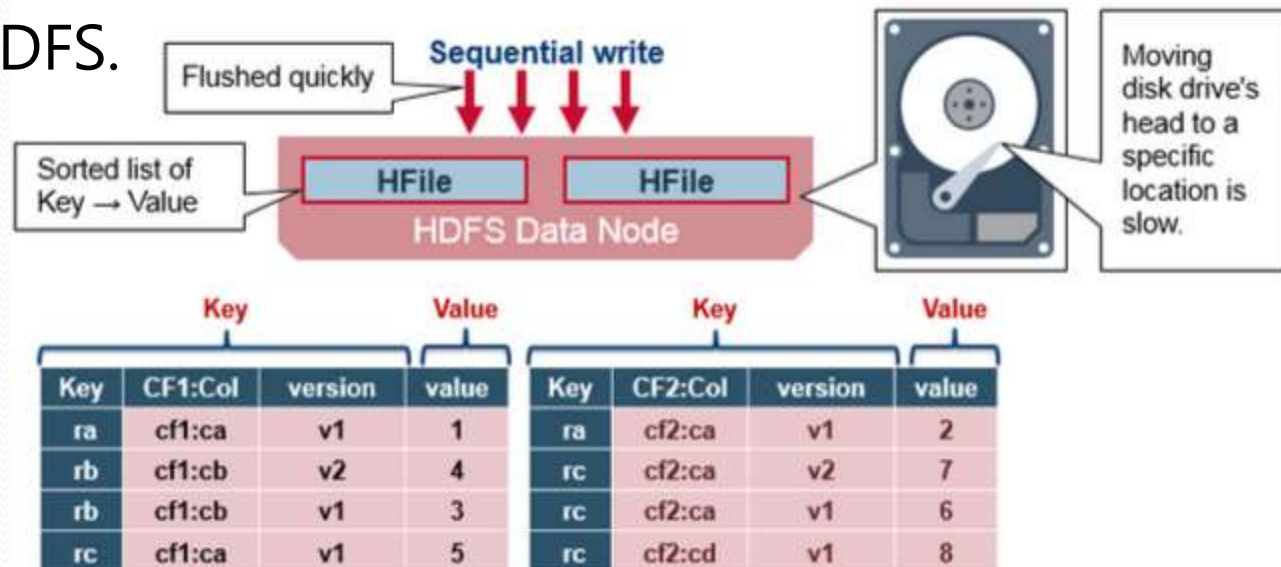 DFS.
Flushed quickly
Sequential write
Sorted list of
Key → Value
HFile HFile
HDFS Data Node
Moving
disk drive's
head to a
specific
location is
slow.
Key Value Key Value
Key CF1:Col version value Key CF2:Col version value
ra cf1:ca v1 1 ra cf2:ca v1 2
rb cf1:cb v2 4 rc cf2:ca v2 7
rb cf1:cb v1 3 rc cf2:ca v1 6
rc cf1:ca v1 5 rc cf2:cd v1 8